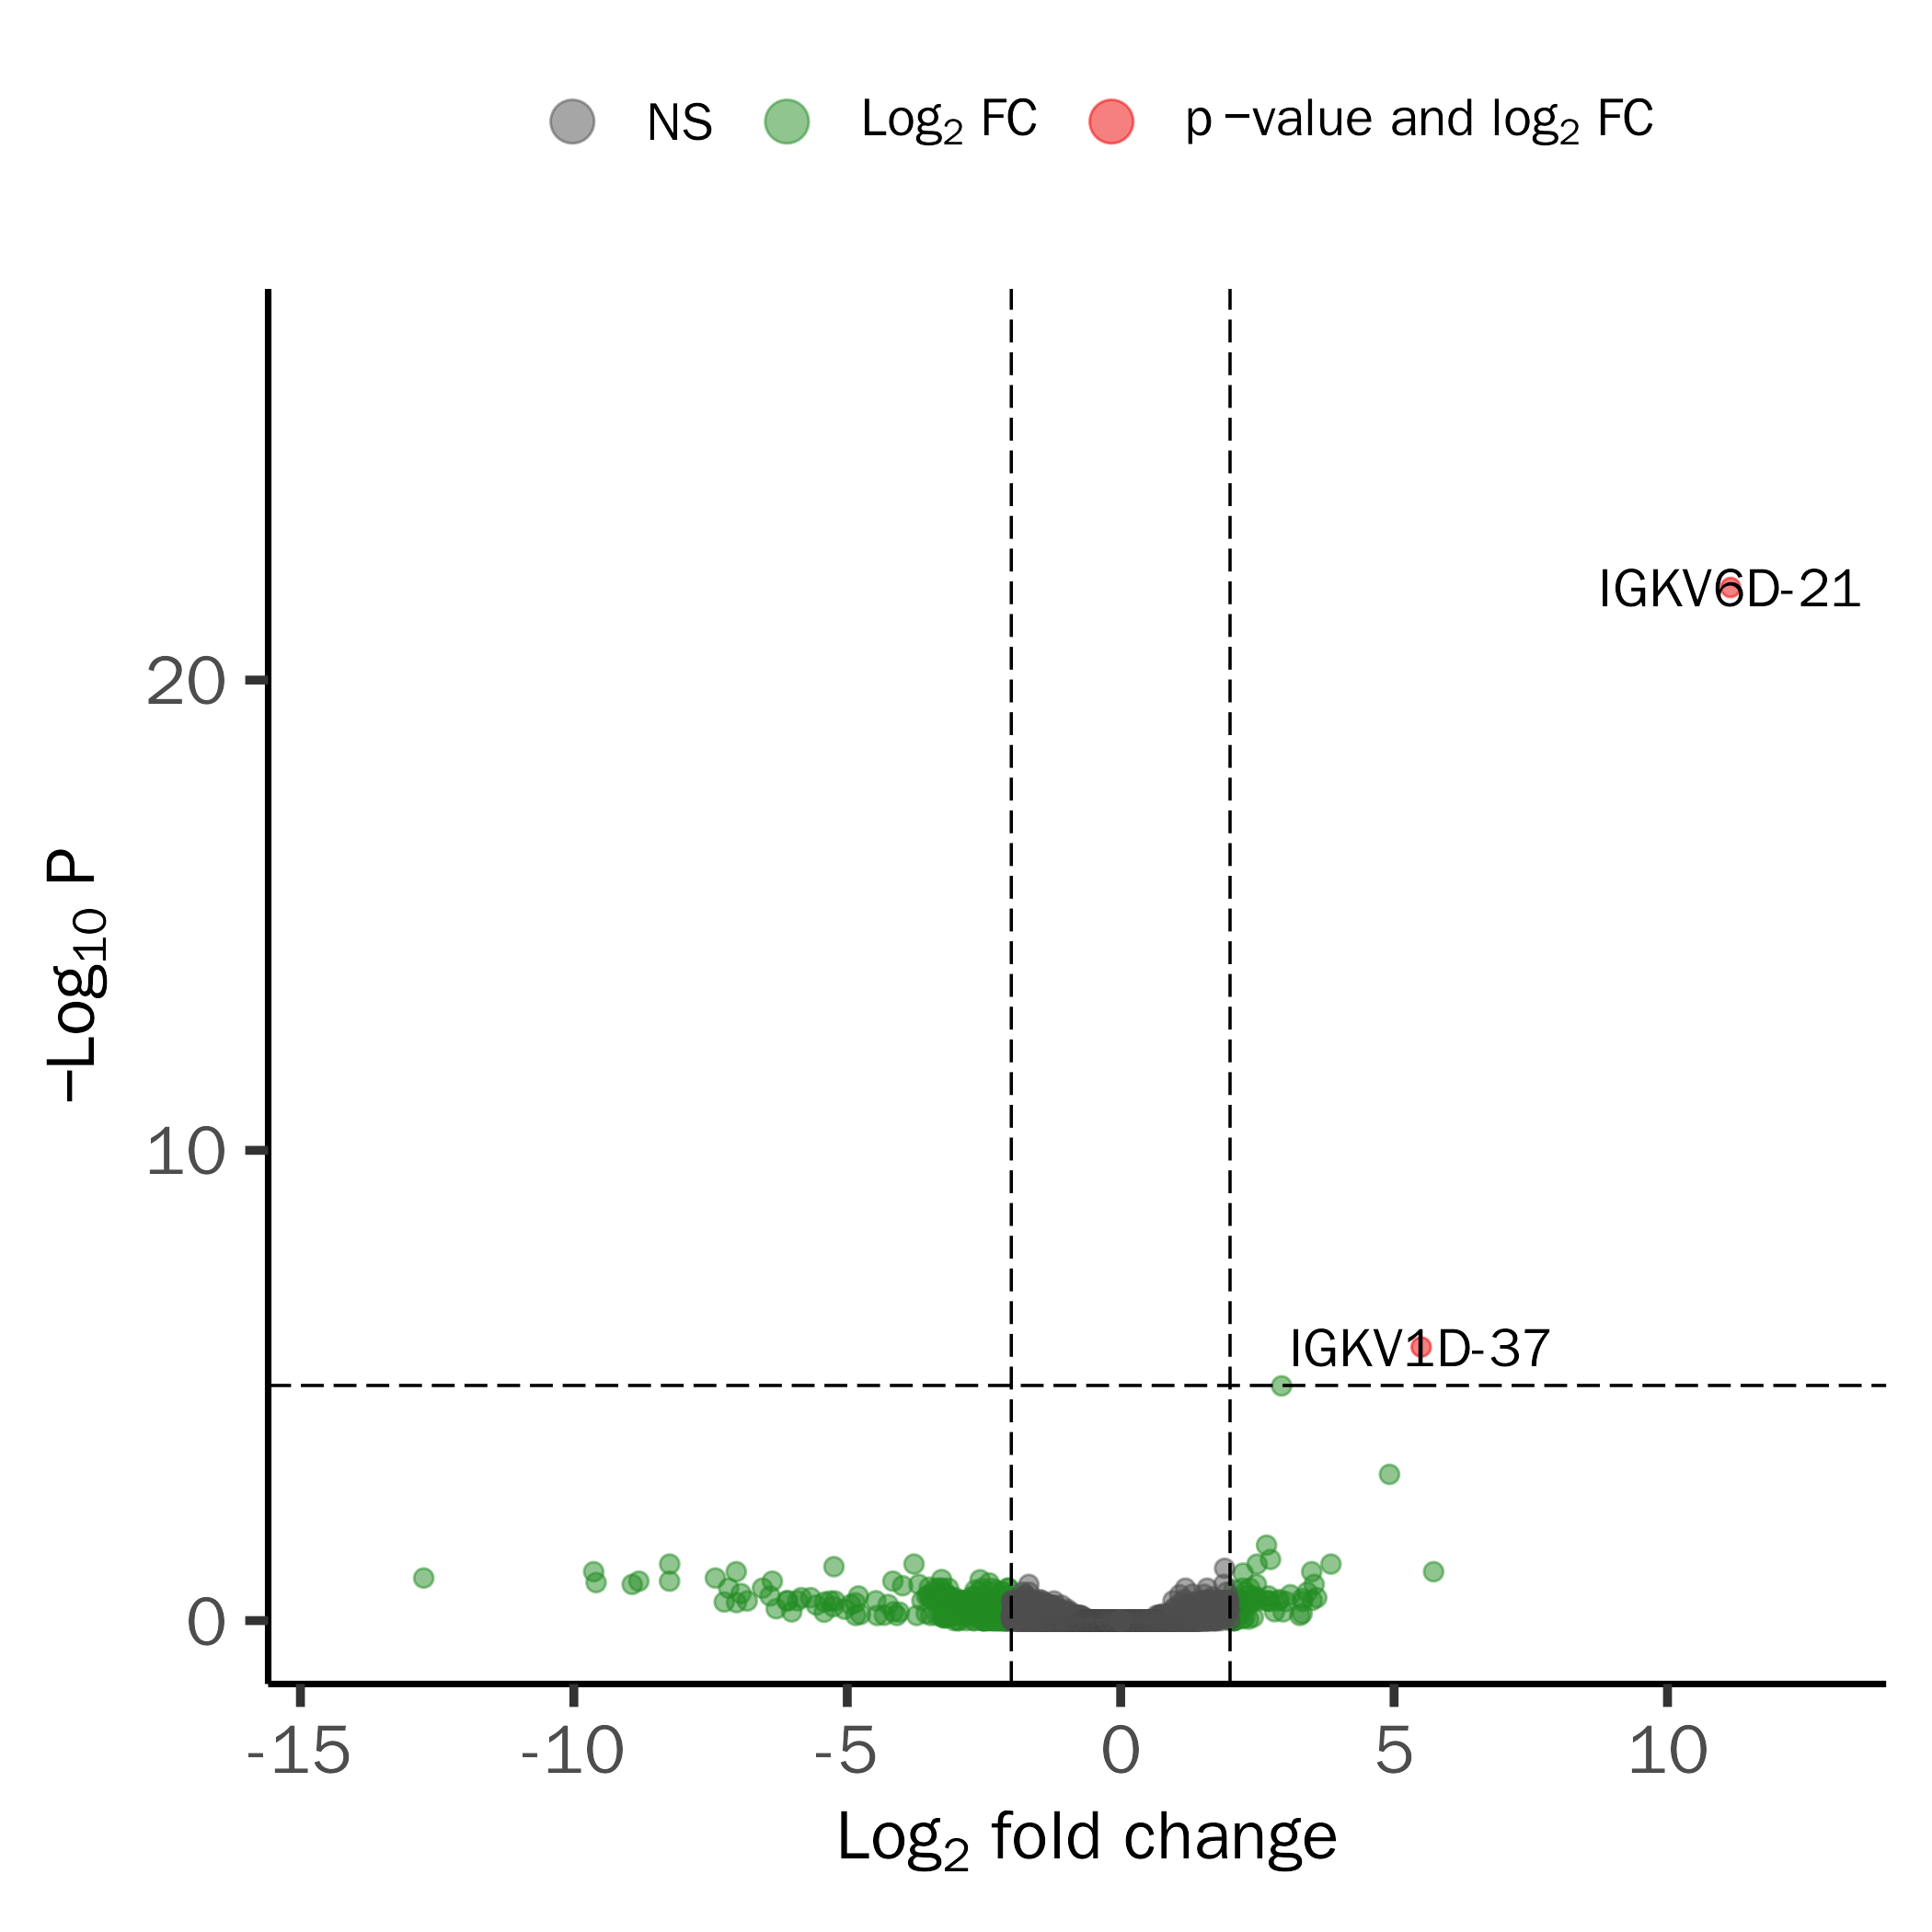 NS Log₂ FC p −value and log₂ FC
IGKV6D-21
20
−Log₁₀ P
10
IGKV1D-37
0
-15 -10 -5 0 5 10
Log₂ fold change